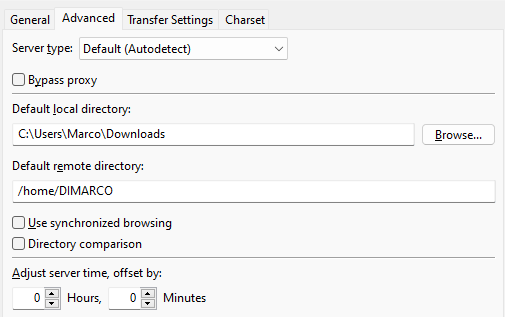 General Advanced Transfer Settings Charset
Server type: Default (Autodetect)
Bypass proxy
Default local directory:
C:\Users\Marco\Downloads Browse...
Default remote directory:
/home/DIMARCO
Use synchronized browsing
Directory comparison
Adjust server time, offset by:
0 Hours, 0 Minutes